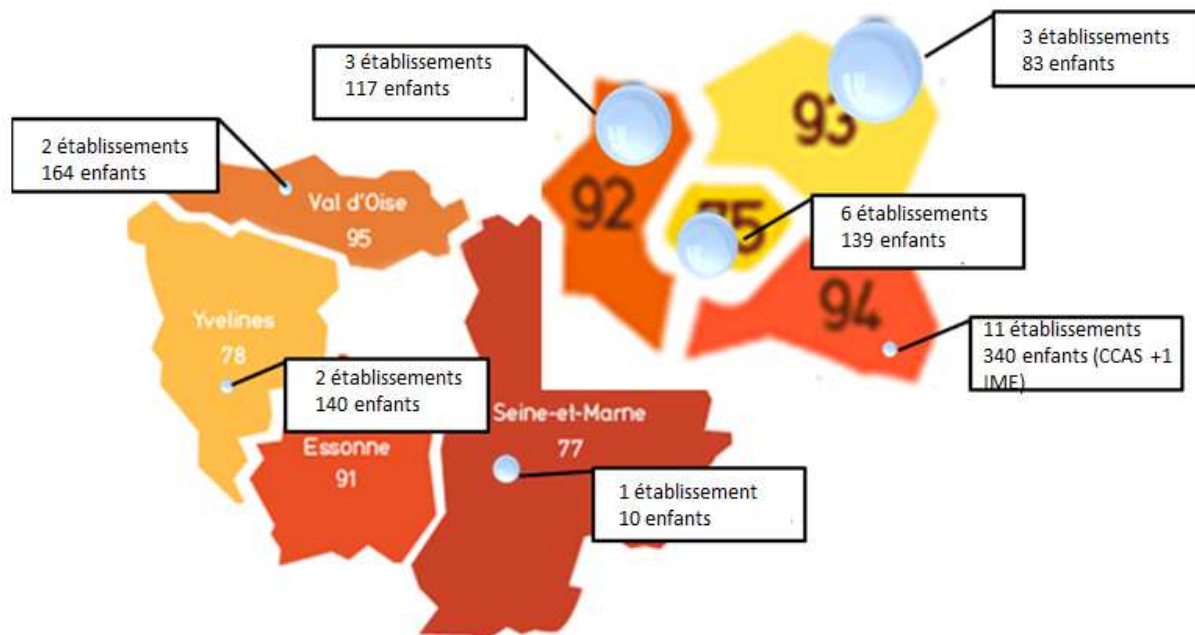 3 établissements
83 enfants
3 établissements
117 enfants
93
2 établissements
164 enfants
92
Val d'Oise
95
75
6 établissements
139 enfants
94
Yvelines
78
11 établissements
340 enfants (CCAS +1
IME)
2 établissements
140 enfants
Seine-et-Marne
77
Essonne
91
1 établissement
10 enfants